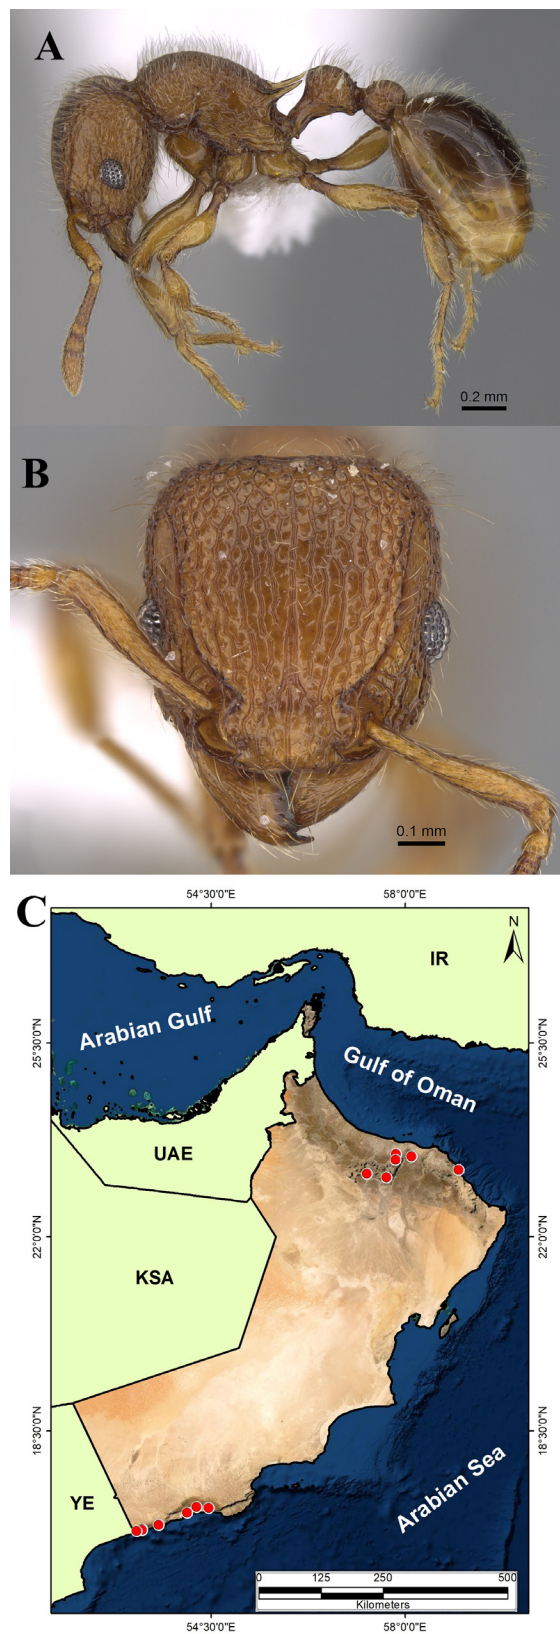 A
0.2 mm
B
0.1 mm
C
54°30'0"E
58°0'0"E
N
IR
Arabian Gulf
25°30'0"N
25°30'0"N
Gulf of Oman
UAE
22°0'0"N
22°0'0"N
KSA
18°30'0"N
18°30'0"N
YE
Arabian Sea
0
125
250
500
Kilometers
54°30'0"E
58°0'0"E